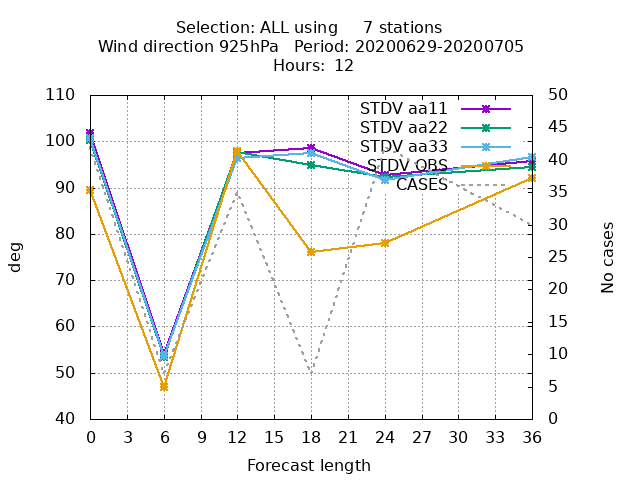 Selection: ALL using     7 stations
Wind direction 925hPa   Period: 20200629-20200705
Hours: 12
110
100
90
80
70
60
50
40
50
45
40
35
30
25
20
15
10
5
0
STDV aa11
STDV aa22
STDV aa33
STDV OBS
CASES
deg
No cases
0 3 6 9 12 15 18 21 24 27 30 33 36
Forecast length